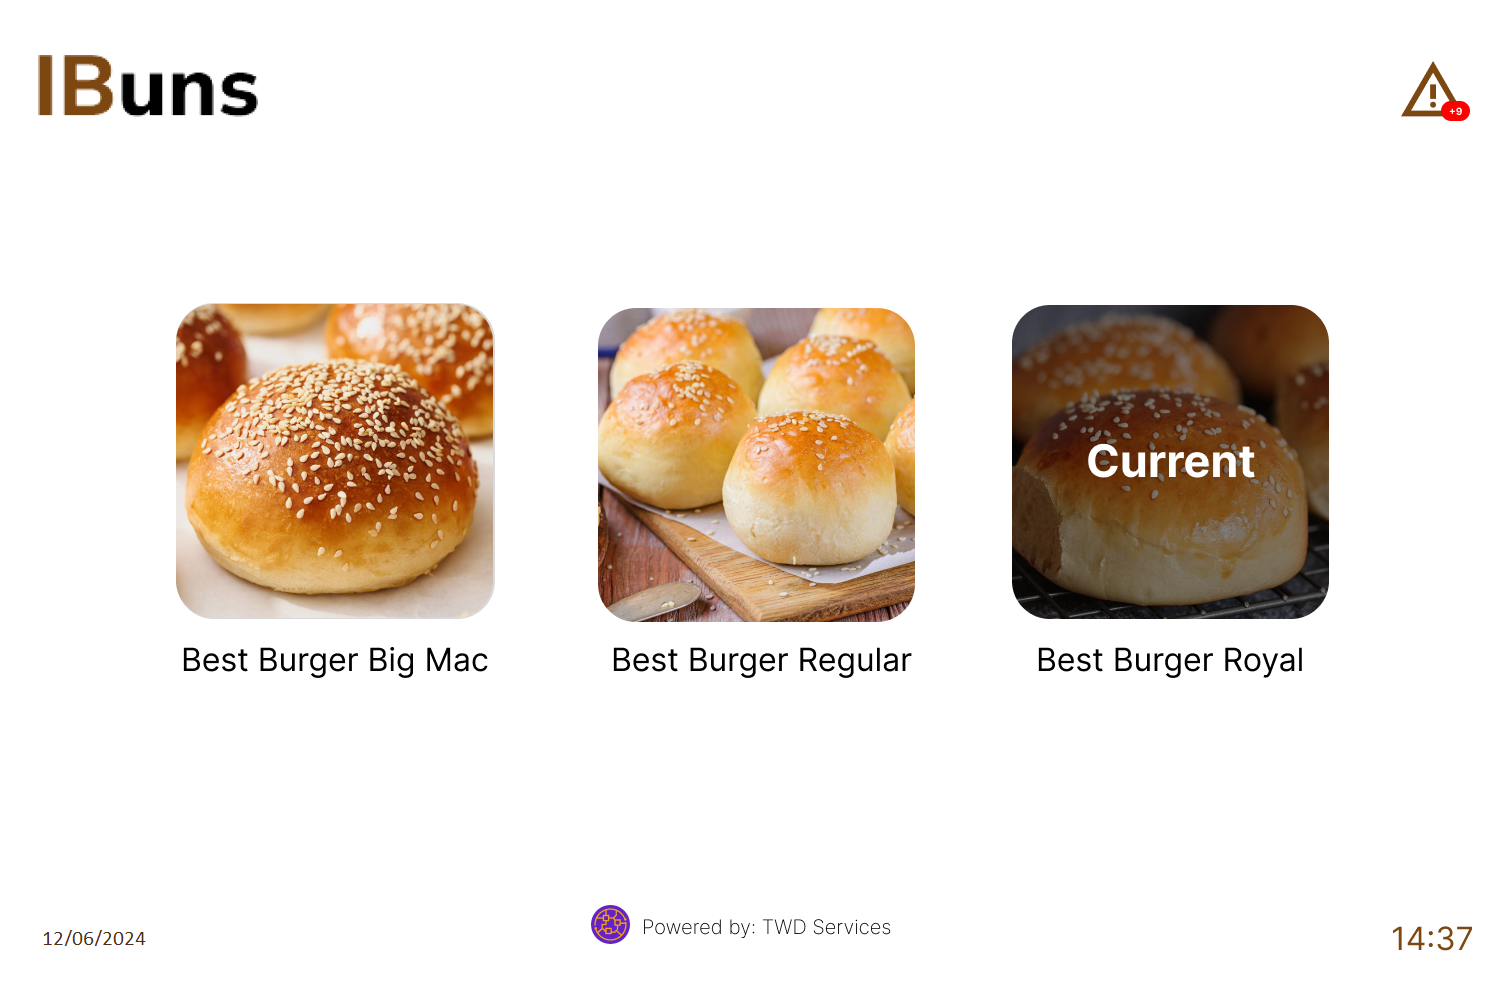 IBuns
+9
Current
Best Burger Big Mac
Best Burger Regular
Best Burger Royal
12/06/2024
Powered by: TWD Services
14:37